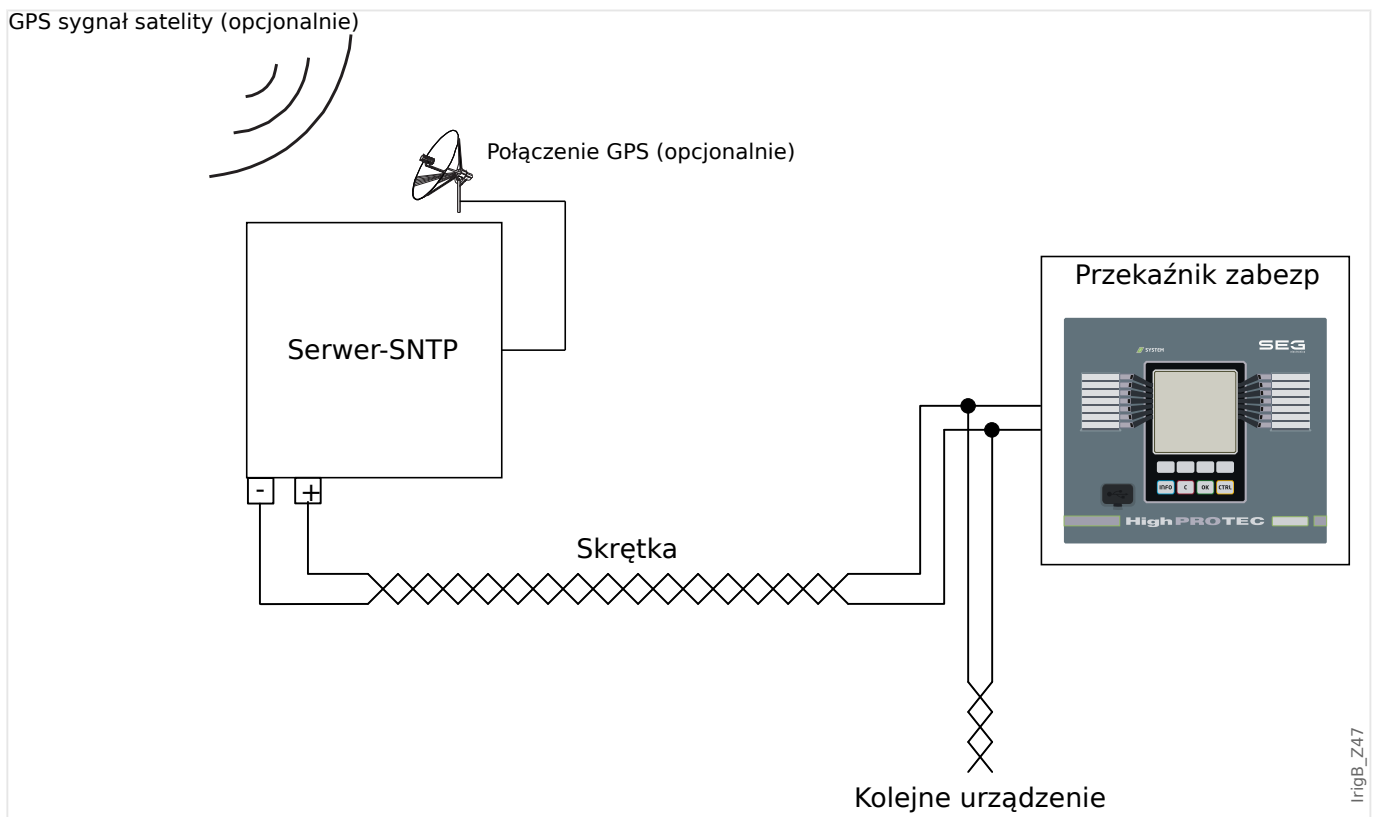 GPS sygnał satelity (opcjonalnie)
Połączenie GPS (opcjonalnie)
Serwer-SNTP
-
+
Skrętka
Przekaźnik zabezp
SYSTEM
SEG
INFO
C
OK
CTRL
HighPROTEC
Kolejne urządzenie
IrigB_Z47